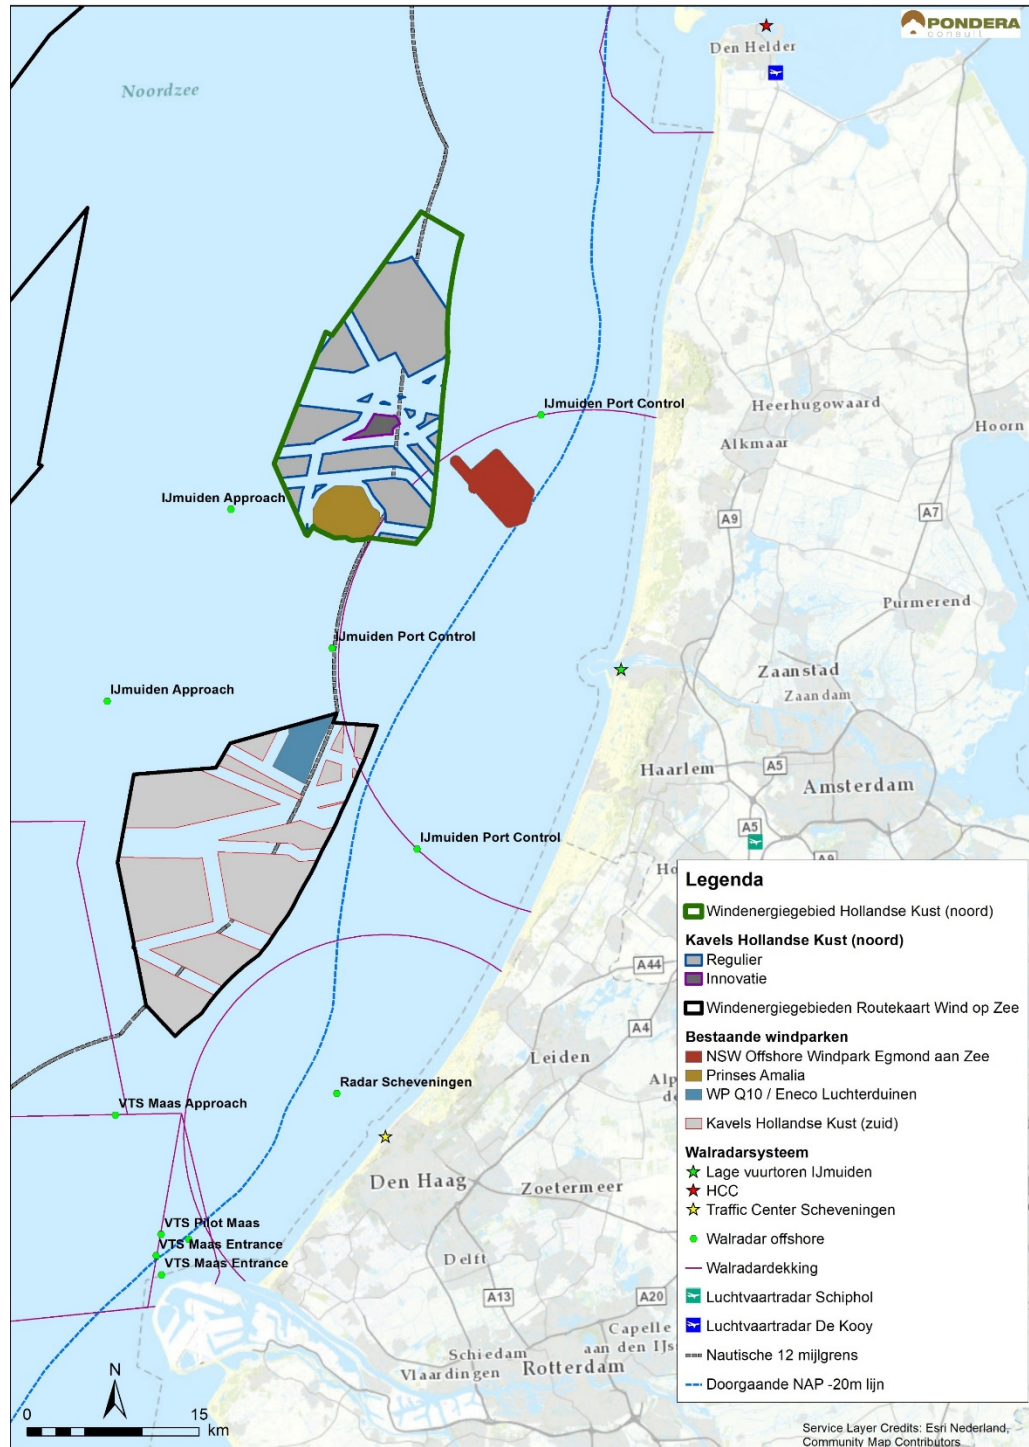 PONDERA
consult
Den Helder
Noordzee
IJmuiden Port Control
Heerhugowaard
Hoorn
Alkmaar
IJmuiden Approach
A9
A7
Purmerend
IJmuiden Port Control
Zaanstad
Zaandam
IJmuiden Approach
Haarlem
A5
Amsterdam
A5
IJmuiden Port Control
A9
Ho
A44
A4
Leiden
Alp
de
Radar Scheveningen
VTS Maas Approach
Den Haag
Zoetermeer
VTS Pilot Maas
VTS Maas Entrance
VTS Maas Entrance
Delft
A13
A20
Capelle
aan den IJss
Schiedam
Vlaardingen
Rotterdam
Legenda
Windenergiegebied Hollandse Kust (noord)
Kavels Hollandse Kust (noord)
Regulier
Innovatie
Windenergiegebieden Routekaart Wind op Zee
Bestaande windparken
NSW Offshore Windpark Egmond aan Zee
Prinses Amalia
WP Q10 / Eneco Luchterduinen
Kavels Hollandse Kust (zuid)
Walradarsysteem
Lage vuurtoren IJmuiden
HCC
Traffic Center Scheveningen
Walradar offshore
Walradardekking
Luchtvaartradar Schiphol
Luchtvaartradar De Kooy
Nautische 12 mijlgrens
Doorgaande NAP -20m lijn
N
0 15
km
Service Layer Credits: Esri Nederland,
Community Map Contributors